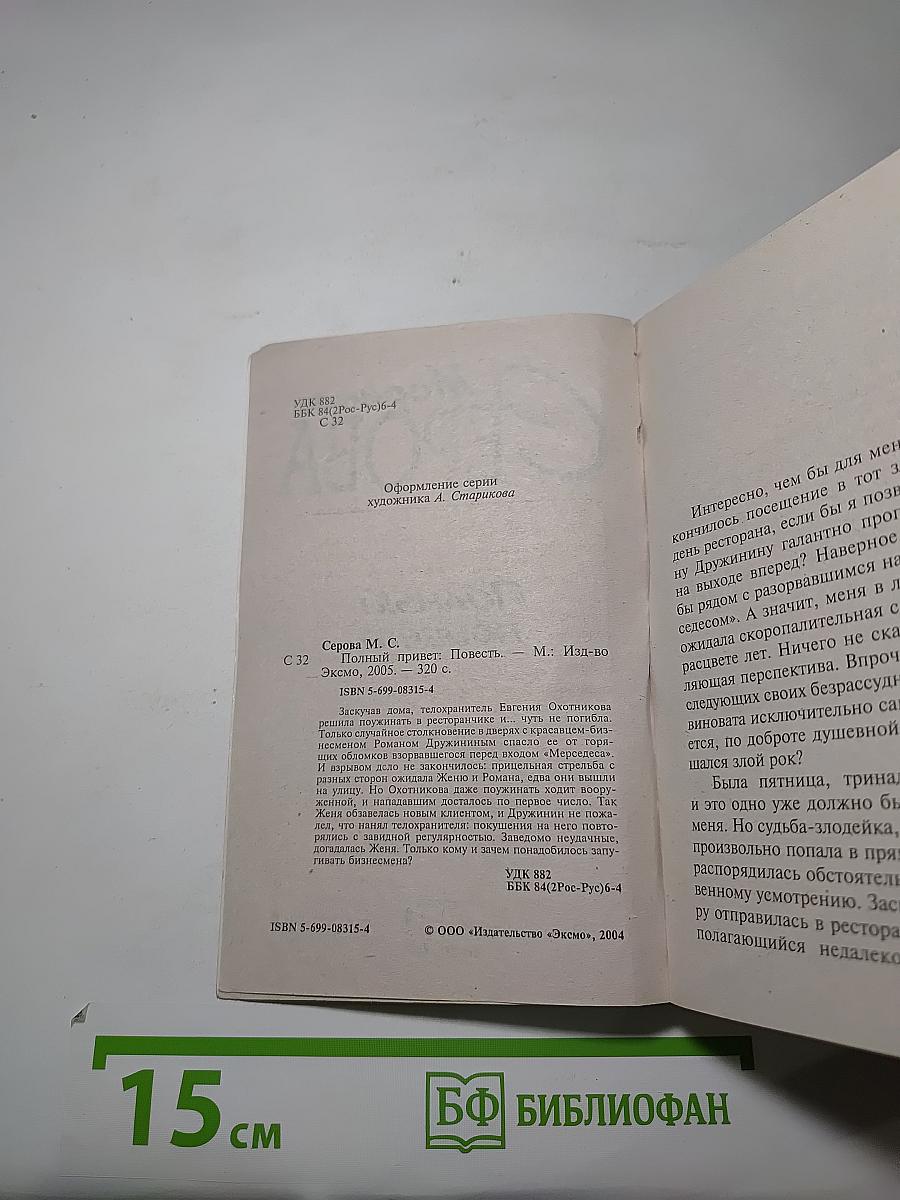 УДК 882
ББК 84(2Рос-Рус)6-4
С 32
Оформление серии
художника А. Старикова
Серова М. С.
С 32 Полный привет: Повесть. — М.: Изд-во
Эксмо, 2005. — 320 с.
ISBN 5-699-08315-4
Заскучав дома, телохранитель Евгения Охотникова
решила поужинать в ресторанчике и... чуть не погибла.
Только случайное столкновение в дверях с красавцем-биз-
несменом Романом Дружининым спасло ее от горя-
щих обломков взорвавшегося перед входом «Мерседеса».
И взрывом дело не закончилось: прицельная стрельба с
разных сторон ожидала Женю и Романа, едва они вышли
на улицу. Но Охотникова даже поужинать ходит воору-
женной, и нападавшим досталось по первое число. Так
Женя обзавелась новым клиентом, и Дружинин не пожа-
лел, что нанял телохранителя: покушения на него повто-
рялись с завидной регулярностью. Заведомо неудачные,
догадалась Женя. Только кому и зачем понадобилось запу-
гивать бизнесмена?
УДК 882
ББК 84(2Рос-Рус)6-4
ISBN 5-699-08315-4
© ООО «Издательство «Эксмо», 2004
Интересно, чем бы для мен
кончилось посещение в тот з
день ресторана, если бы я позв
ну Дружинину галантно проп
на выходе вперед? Наверное
бы рядом с разорвавшимся на
седесом». А значит, меня в л
ожидала скоропалительная с
расцвете лет. Ничего не ска
ляющая перспектива. Впроч
следующих своих безрассудн
виновата исключительно са
ется, по доброте душевной
шался злой рок?
Была пятница, тринад
и это одно уже должно бы
меня. Но судьба-злодейка,
произвольно попала в пря
распорядилась обстоятель
венному усмотрению. Зас
ру отправилась в рестора
полагающийся недалеко
15 см
БФ БИБЛИОФАН